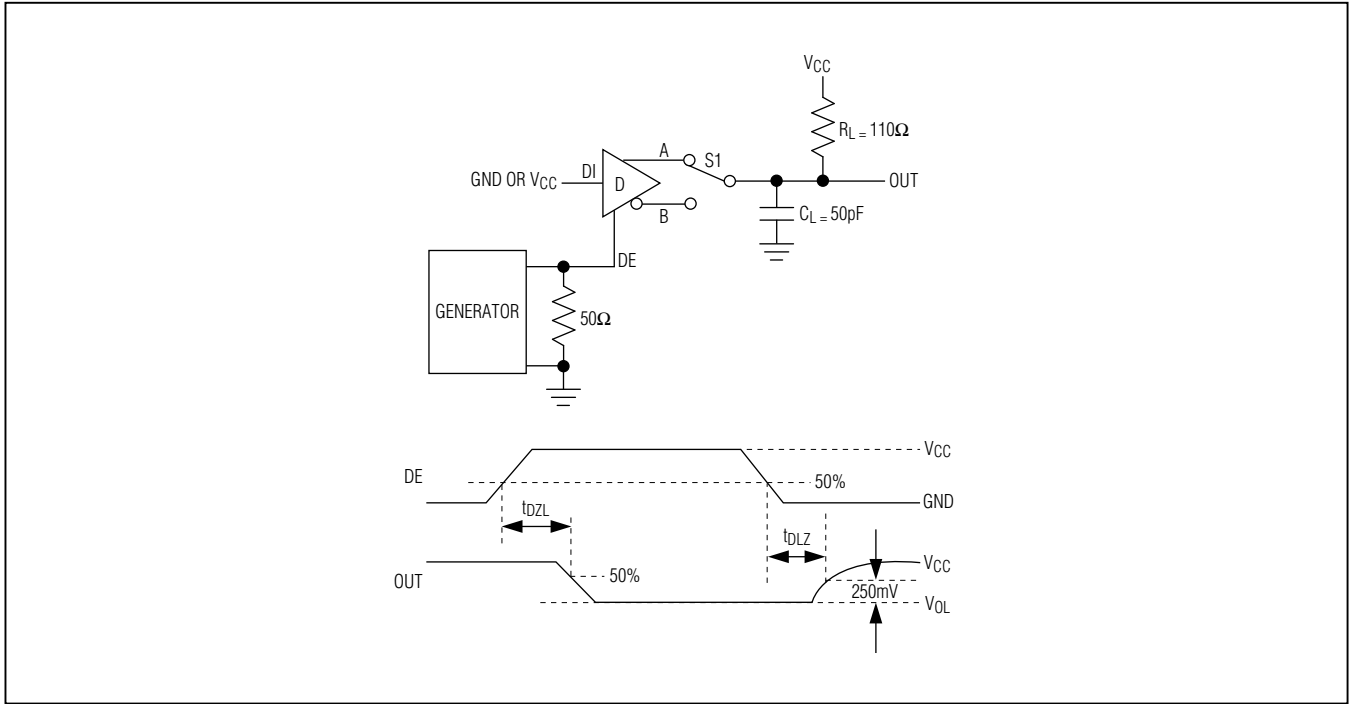 VCC
RL = 110Ω
A
S1
DI
GND OR VCC
D
OUT
B
CL = 50pF
DE
GENERATOR
50Ω
VCC
DE
50%
GND
tDZL
tDLZ
VCC
OUT
50%
250mV
VOL